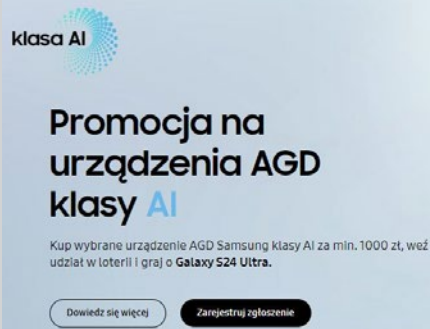 klasa AI
Promocja na
urządzenia AGD
klasy AI
Kup wybrane urządzenie AGD Samsung klasy AI za min. 1000 zł, weź
udział w loterii i graj o Galaxy S24 Ultra.
Dowiedz się więcej
Zarejestruj zgłoszenie